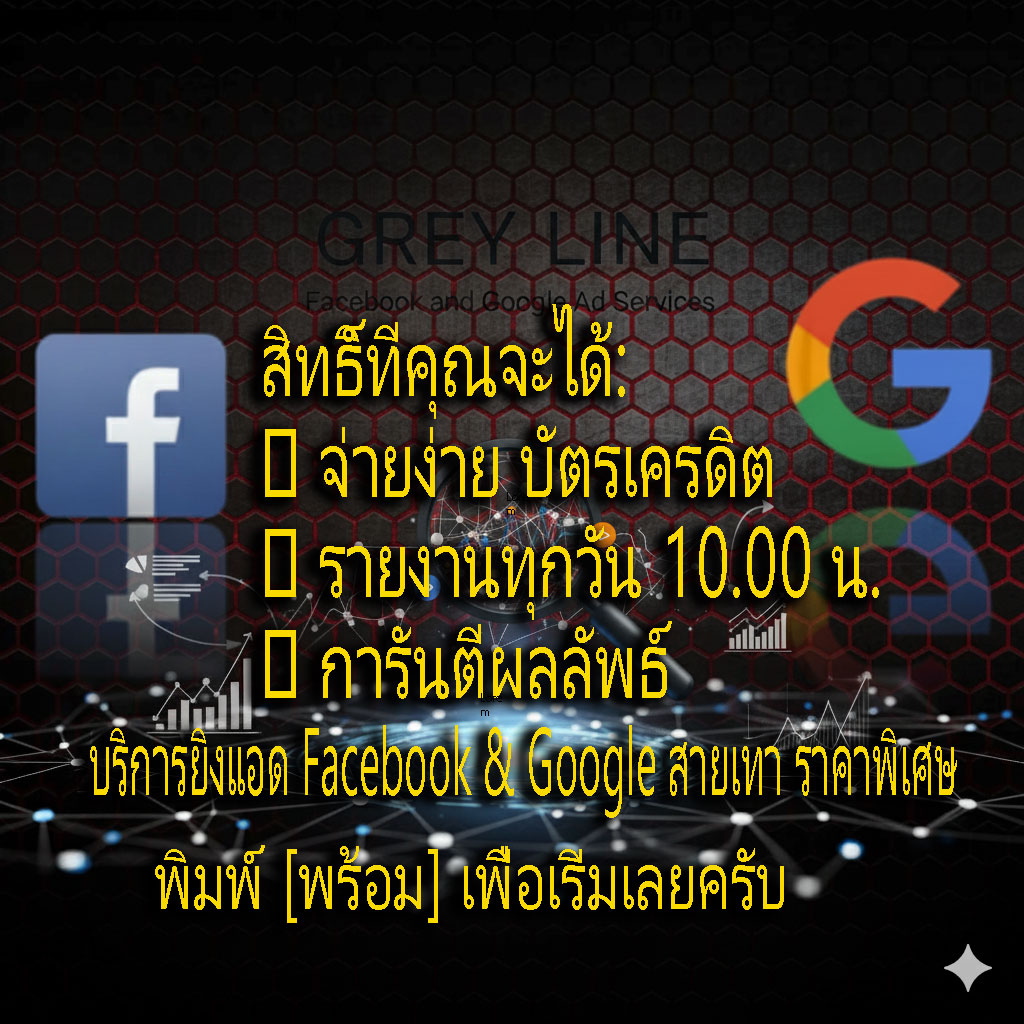 GREY LINE
Facebook and Google Ad Services
สิทธิ์ที่คุณจะได้:
จ่ายง่าย บัตรเครดิต
รายงานทุกวัน 10.00 น.
การันตีผลลัพธ์
บริการยิงแอด Facebook & Google สายเทา ราคาพิเศษ
พิมพ์ [พร้อม] เพื่อเริ่มเลยครับ